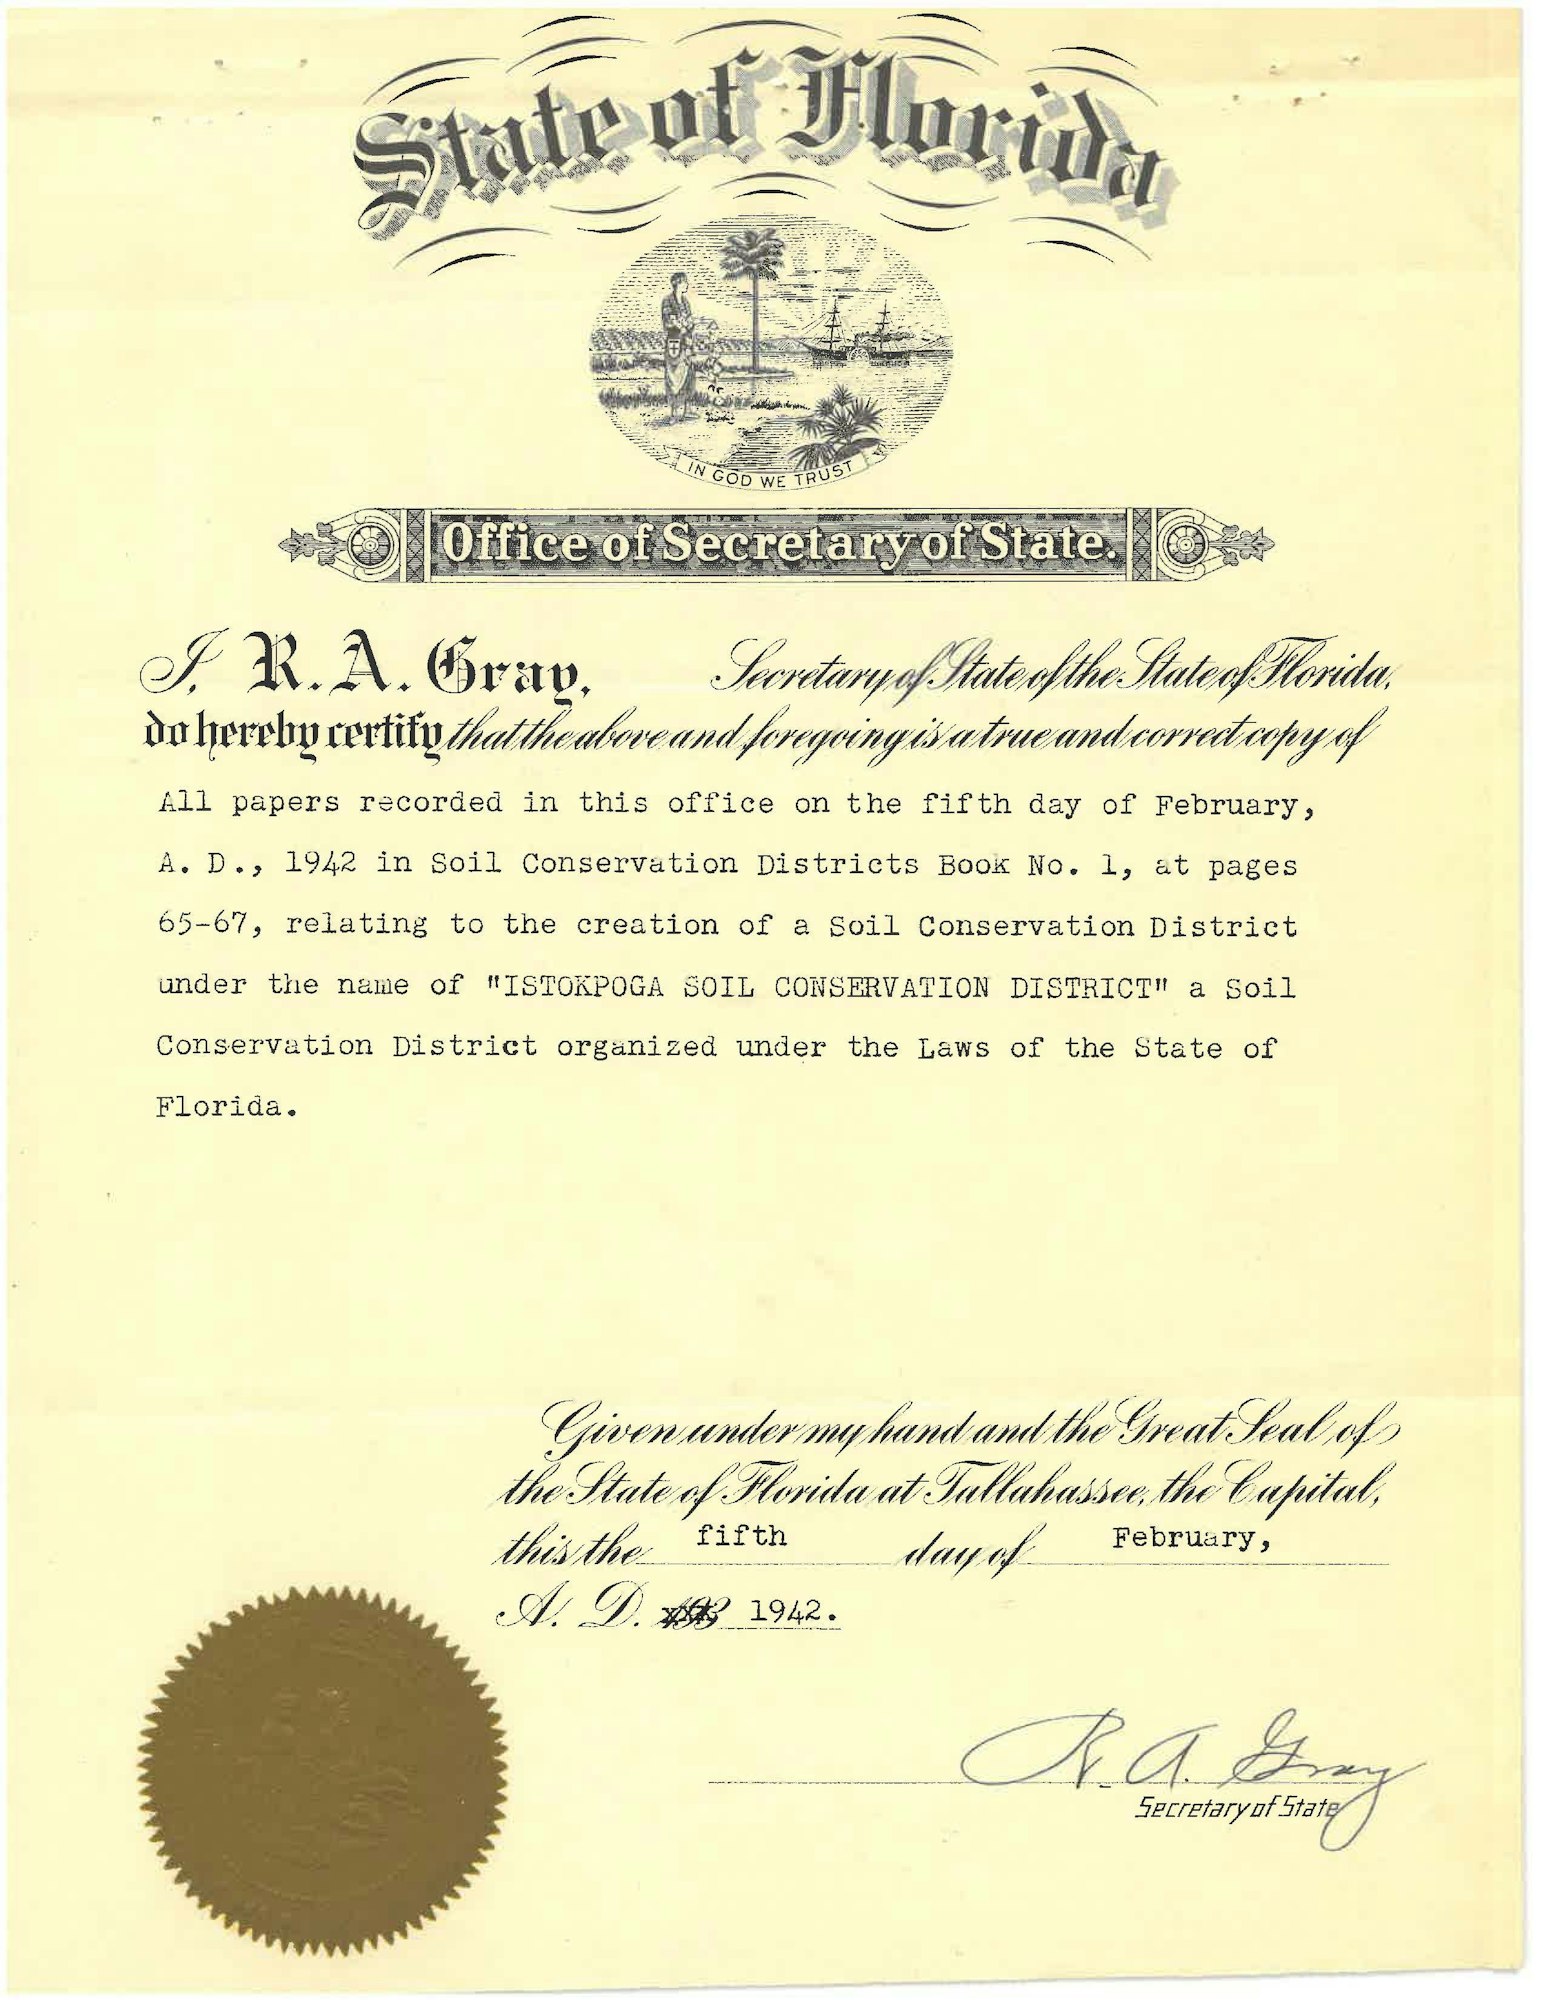 State of Florida
IN GOD WE TRUST
Office of Secretary of State.
I, R. A. Gray, Secretary of State of the State of Florida,
do hereby certify that the above and foregoing is a true and correct copy of
All papers recorded in this office on the fifth day of February,
A. D., 1942 in Soil Conservation Districts Book No. 1, at pages
65-67, relating to the creation of a Soil Conservation District
under the name of "ISTOKPOGA SOIL CONSERVATION DISTRICT" a Soil
Conservation District organized under the Laws of the State of
Florida.
Given under my hand and the Great Seal of
the State of Florida at Tallahassee, the Capital,
this the fifth day of February,
A. D. 193 1942.
R. A. Gray
Secretary of State